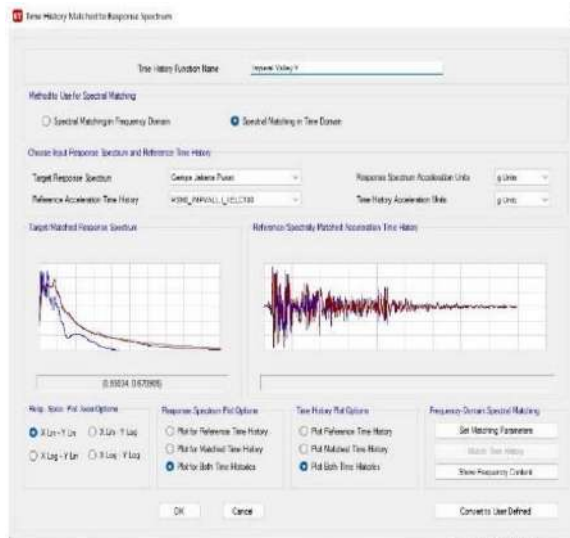 Time History Matched to Response Spectrum
Time History Function Name
Imperial Valley Y
Method to Use for Spectral Matching
Spectral Matching in Frequency Domain
Spectral Matching in Time Domain
Choose Input Response Spectrum and Reference Time History
Target Response Spectrum
Gempa Jakarta Pusat
Response Spectrum Acceleration Units
g Units
Reference Acceleration Time History
Time History Acceleration Units
g Units
Target/Matched Response Spectrum
Reference/Spectrally Matched Acceleration Time History
Resp. Spec. Plot Axes Options
X Lin - Y Lin
X Lin - Y Log
X Log - Y Lin
X Log - Y Log
Response Spectrum Plot Options
Plot for Reference Time History
Plot for Matched Time History
Plot for Both Time Histories
Time History Plot Options
Plot Reference Time History
Plot Matched Time History
Plot Both Time Histories
Frequency-Domain Spectral Matching
Set Matching Parameters
Match Time History
Show Frequency Content
OK
Cancel
Convert to User Defined